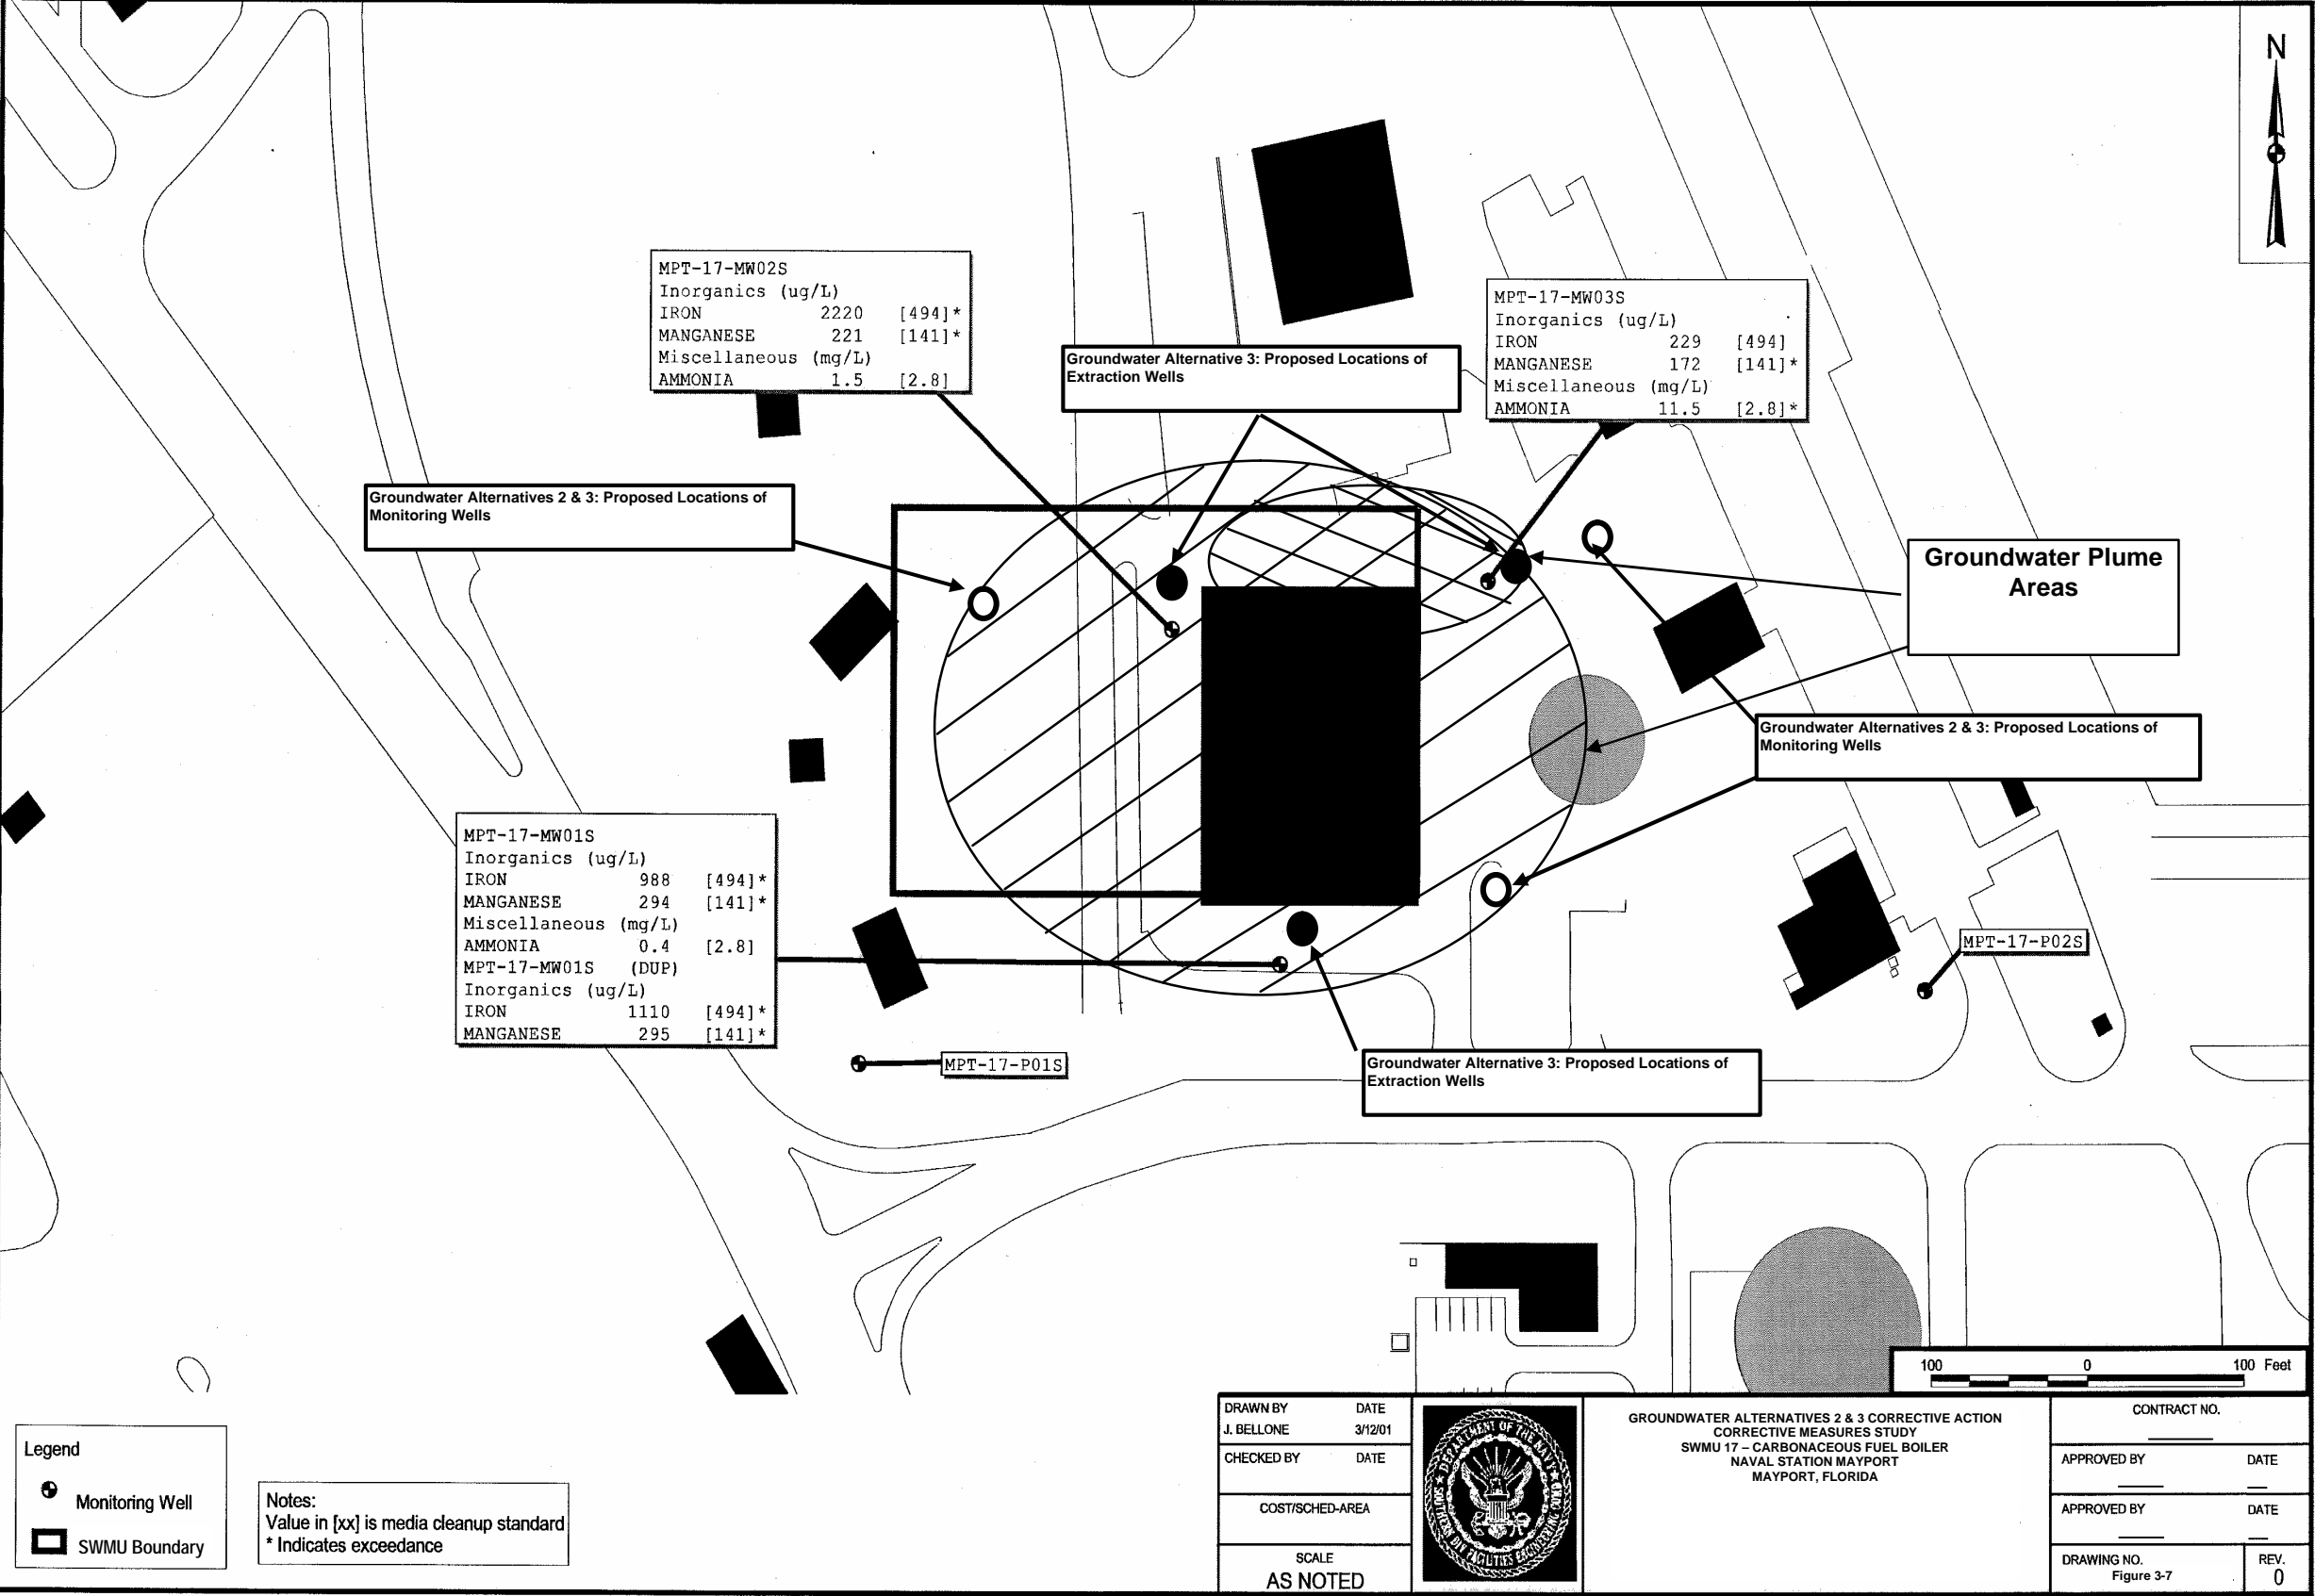 N
MPT-17-MW02S
Inorganics (ug/L)
IRON 2220 [494]*
MANGANESE 221 [141]*
Miscellaneous (mg/L)
AMMONIA 1.5 [2.8]
MPT-17-MW03S
Inorganics (ug/L)
IRON 229 [494]
MANGANESE 172 [141]*
Miscellaneous (mg/L)
AMMONIA 11.5 [2.8]*
Groundwater Alternative 3: Proposed Locations of
Extraction Wells
Groundwater Alternatives 2 & 3: Proposed Locations of
Monitoring Wells
Groundwater Plume
Areas
Groundwater Alternatives 2 & 3: Proposed Locations of
Monitoring Wells
MPT-17-MW01S
Inorganics (ug/L)
IRON 988 [494]*
MANGANESE 294 [141]*
Miscellaneous (mg/L)
AMMONIA 0.4 [2.8]
MPT-17-MW01S (DUP)
Inorganics (ug/L)
IRON 1110 [494]*
MANGANESE 295 [141]*
MPT-17-P02S
MPT-17-P01S
Groundwater Alternative 3: Proposed Locations of
Extraction Wells
100 0 100 Feet
Legend
Monitoring Well
SWMU Boundary
Notes:
Value in [xx] is media cleanup standard
* Indicates exceedance
DRAWN BY DATE
J. BELLONE 3/12/01
CHECKED BY DATE
COST/SCHED-AREA
SCALE
AS NOTED
DEPARTMENT OF THE NAVY
GROUNDWATER ALTERNATIVES 2 & 3 CORRECTIVE ACTION
CORRECTIVE MEASURES STUDY
SWMU 17 – CARBONACEOUS FUEL BOILER
NAVAL STATION MAYPORT
MAYPORT, FLORIDA
CONTRACT NO.
APPROVED BY DATE
APPROVED BY DATE
DRAWING NO. REV.
Figure 3-7 0